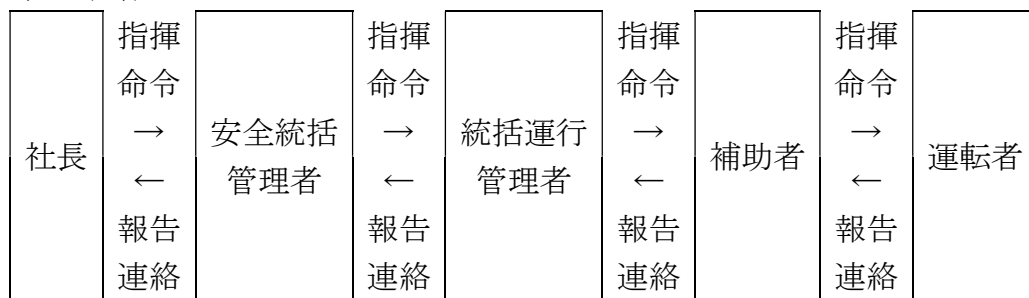 社長
指揮
命令
→
←
報告
連絡
安全統括
管理者
指揮
命令
→
←
報告
連絡
統括運行
管理者
指揮
命令
→
←
報告
連絡
補助者
指揮
命令
→
←
報告
連絡
運転者